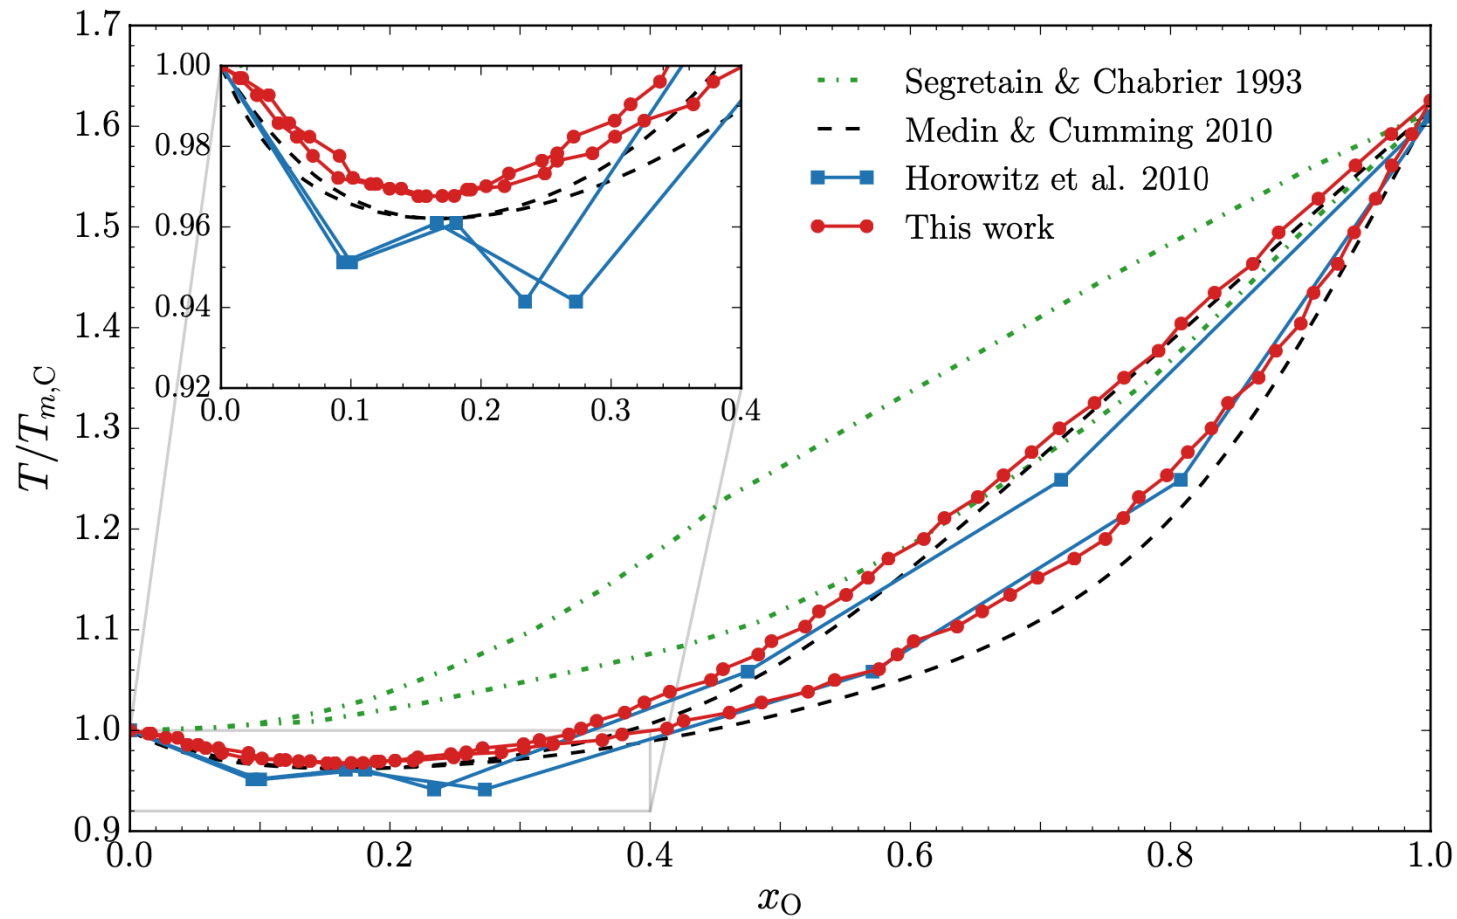 1.7
1.6
1.5
1.4
1.3
1.2
1.1
1.0
0.9
T/T_{m,C}
1.00
0.98
0.96
0.94
0.92
0.0 0.1 0.2 0.3 0.4
Segretain & Chabrier 1993
Medin & Cumming 2010
Horowitz et al. 2010
This work
0.0 0.2 0.4 0.6 0.8 1.0
x_O